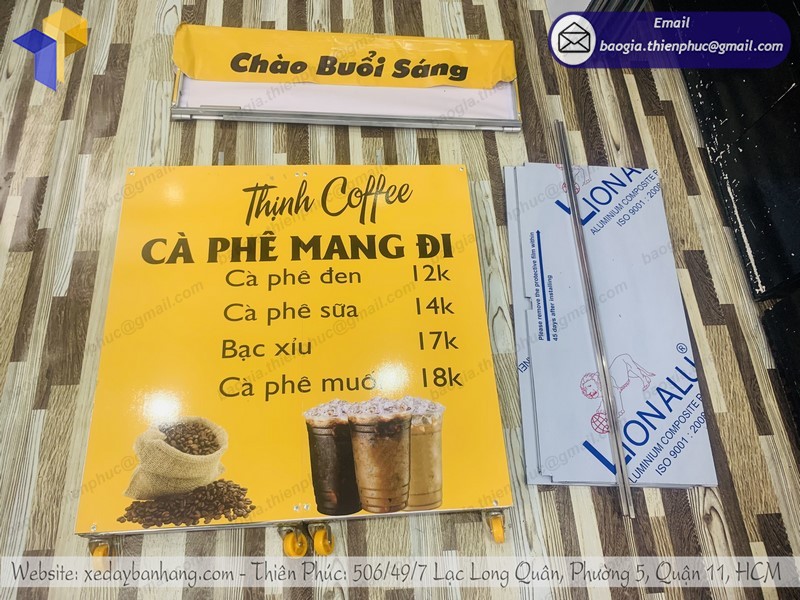 Email
baogia.thienphuc@gmail.com
Chào Buổi Sáng
Thịnh Coffee
CÀ PHÊ MANG ĐI
Cà phê đen 12k
Cà phê sữa 14k
Bạc xíu 17k
Cà phê muố 18k
LIONALU
ALUMINIUM COMPOSITE P
ISO 9001 : 2008
Please remove the protective film within
45 days after installing
LIONALU®
ALUMINIUM COMPOSITE P
ISO 9001 : 2008
Website: xedaybanhang.com - Thiên Phúc: 506/49/7 Lạc Long Quân, Phường 5, Quận 11, HCM